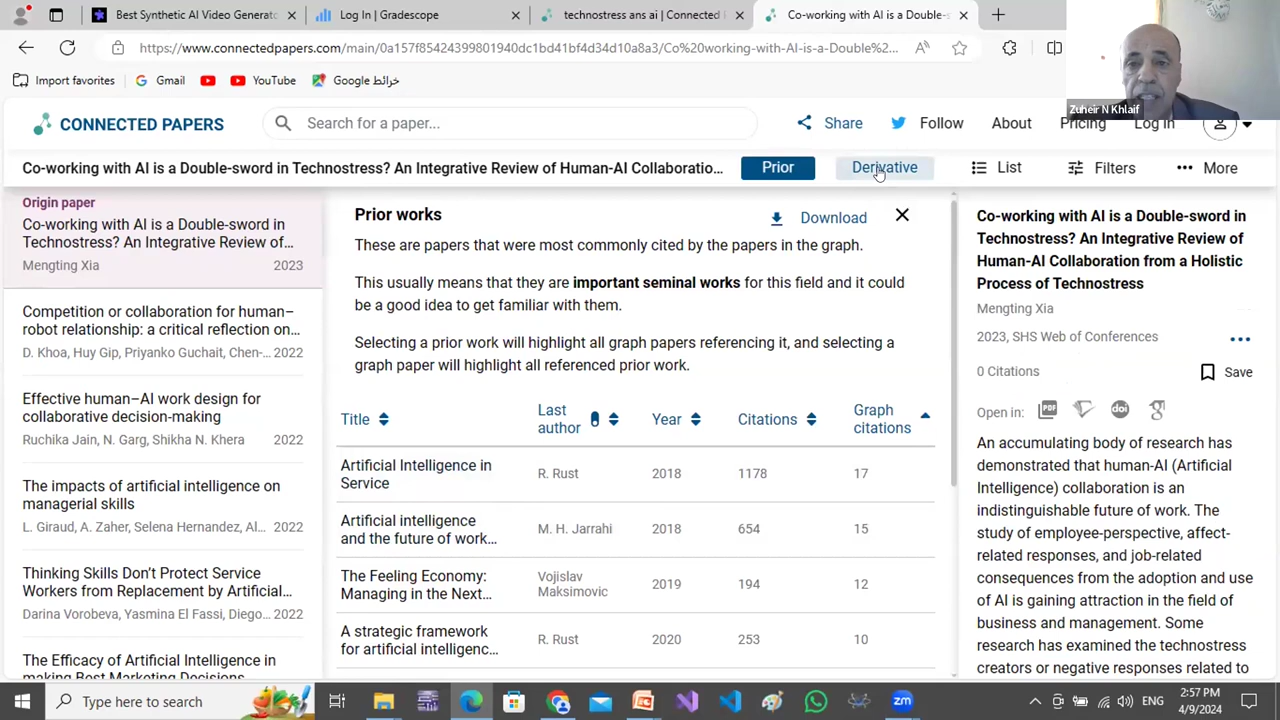 Best Synthetic AI Video Generato
Log In | Gradescope
technostress ans ai | Connected
Co-working with AI is a Double-s
https://www.connectedpapers.com/main/0a157f85424399801940dc1bd41bf4d34d10a8a3/Co%20working-with-AI-is-a-Double%2...
Import favorites
Gmail
YouTube
خرائط Google
Zuheir N Khlaif
CONNECTED PAPERS
Search for a paper...
Share
Follow
About
Pricing
Log In
Co-working with AI is a Double-sword in Technostress? An Integrative Review of Human-AI Collaboratio...
Prior
Derivative
List
Filters
More
Origin paper
Co-working with AI is a Double-sword in
Technostress? An Integrative Review of...
Mengting Xia 2023
Competition or collaboration for human–
robot relationship: a critical reflection on...
D. Khoa, Huy Gip, Priyanko Guchait, Chen-... 2022
Effective human–AI work design for
collaborative decision-making
Ruchika Jain, N. Garg, Shikha N. Khera 2022
The impacts of artificial intelligence on
managerial skills
L. Giraud, A. Zaher, Selena Hernandez, Al... 2022
Thinking Skills Don't Protect Service
Workers from Replacement by Artificial...
Darina Vorobeva, Yasmina El Fassi, Diego... 2022
The Efficacy of Artificial Intelligence in
making Best Marketing Decisions
Prior works
Download
These are papers that were most commonly cited by the papers in the graph.
This usually means that they are important seminal works for this field and it could
be a good idea to get familiar with them.
Selecting a prior work will highlight all graph papers referencing it, and selecting a
graph paper will highlight all referenced prior work.
Title
Last
author
Year
Citations
Graph
citations
Artificial Intelligence in
Service
R. Rust 2018 1178 17
Artificial intelligence
and the future of work...
M. H. Jarrahi 2018 654 15
The Feeling Economy:
Managing in the Next...
Vojislav
Maksimovic
2019 194 12
A strategic framework
for artificial intelligenc...
R. Rust 2020 253 10
Co-working with AI is a Double-sword in
Technostress? An Integrative Review of
Human-AI Collaboration from a Holistic
Process of Technostress
Mengting Xia
2023, SHS Web of Conferences
0 Citations
Save
Open in:
PDF
doi
An accumulating body of research has
demonstrated that human-AI (Artificial
Intelligence) collaboration is an
indistinguishable future of work. The
study of employee-perspective, affect-
related responses, and job-related
consequences from the adoption and use
of AI is gaining attraction in the field of
business and management. Some
research has examined the technostress
creators or negative responses related to
Type here to search
zm
ENG
2:57 PM
4/9/2024